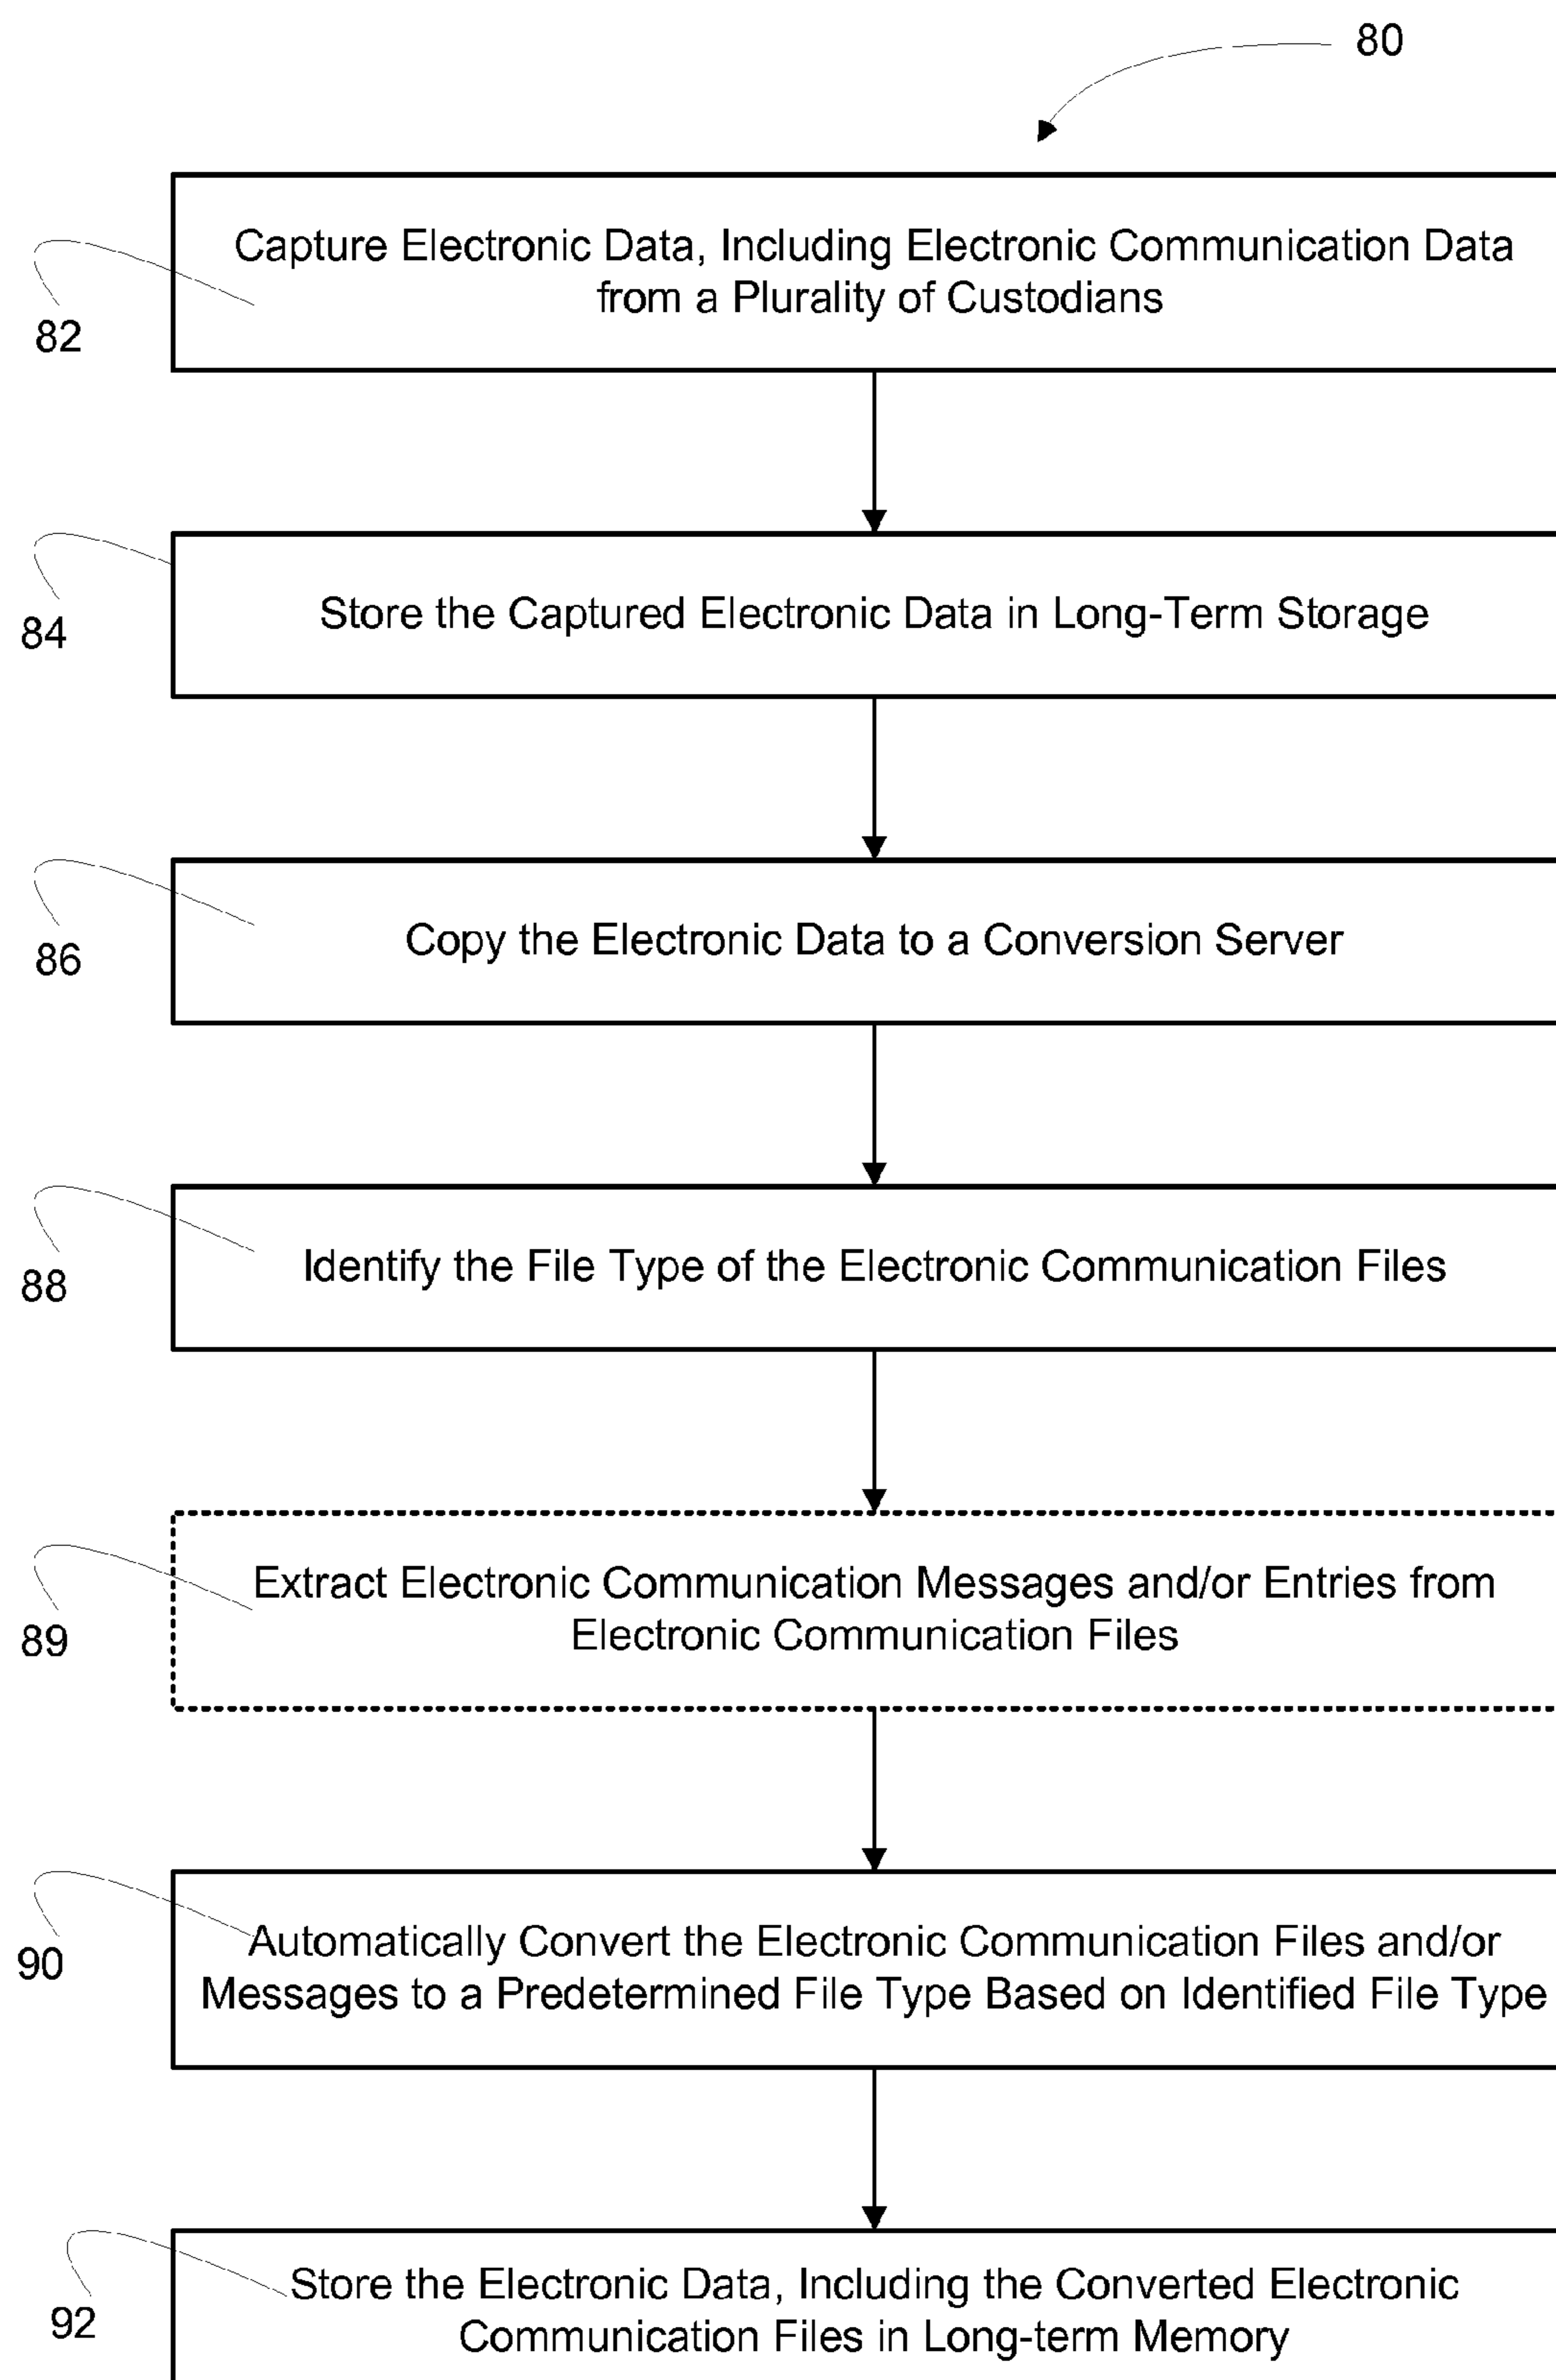 80
Capture Electronic Data, Including Electronic Communication Data
from a Plurality of Custodians
82
Store the Captured Electronic Data in Long-Term Storage
84
Copy the Electronic Data to a Conversion Server
86
Identify the File Type of the Electronic Communication Files
88
Extract Electronic Communication Messages and/or Entries from
Electronic Communication Files
89
Automatically Convert the Electronic Communication Files and/or
Messages to a Predetermined File Type Based on Identified File Type
90
Store the Electronic Data, Including the Converted Electronic
Communication Files in Long-term Memory
92